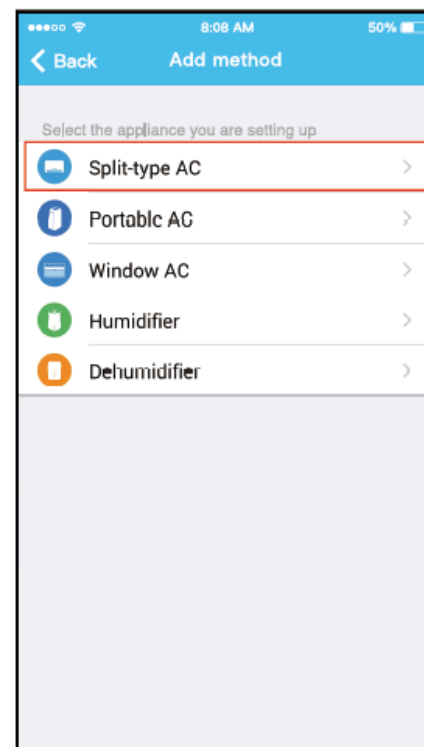 8:08 AM 50%
Back Add method
Select the appliance you are setting up
Split-type AC
Portablc AC
Window AC
Humidifier
Dehumidifier